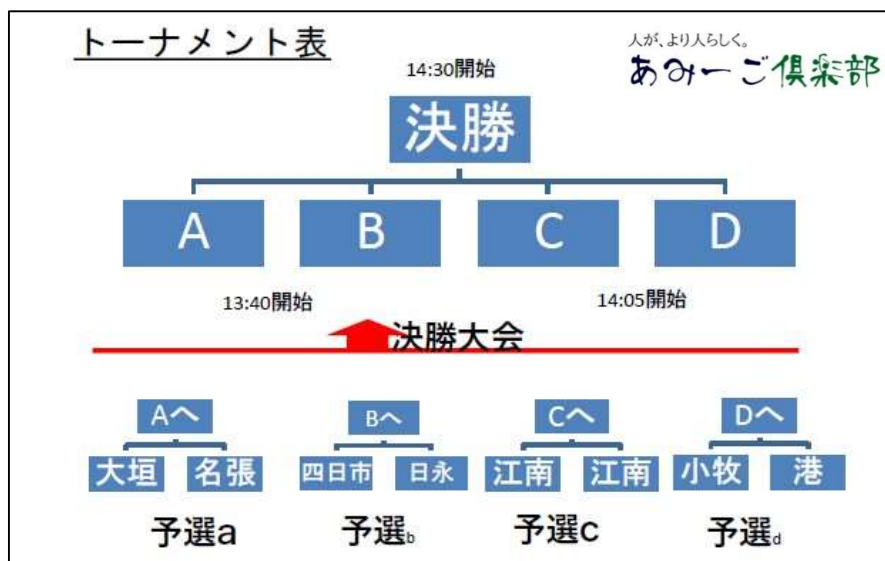 トーナメント表
人が、より人らしく。
あみーご倶楽部
14:30開始
決勝
A B C D
13:40開始 14:05開始
決勝大会
Aへ Bへ Cへ Dへ
大垣 名張 四日市 日永 江南 江南 小牧 港
予選a 予選b 予選c 予選d